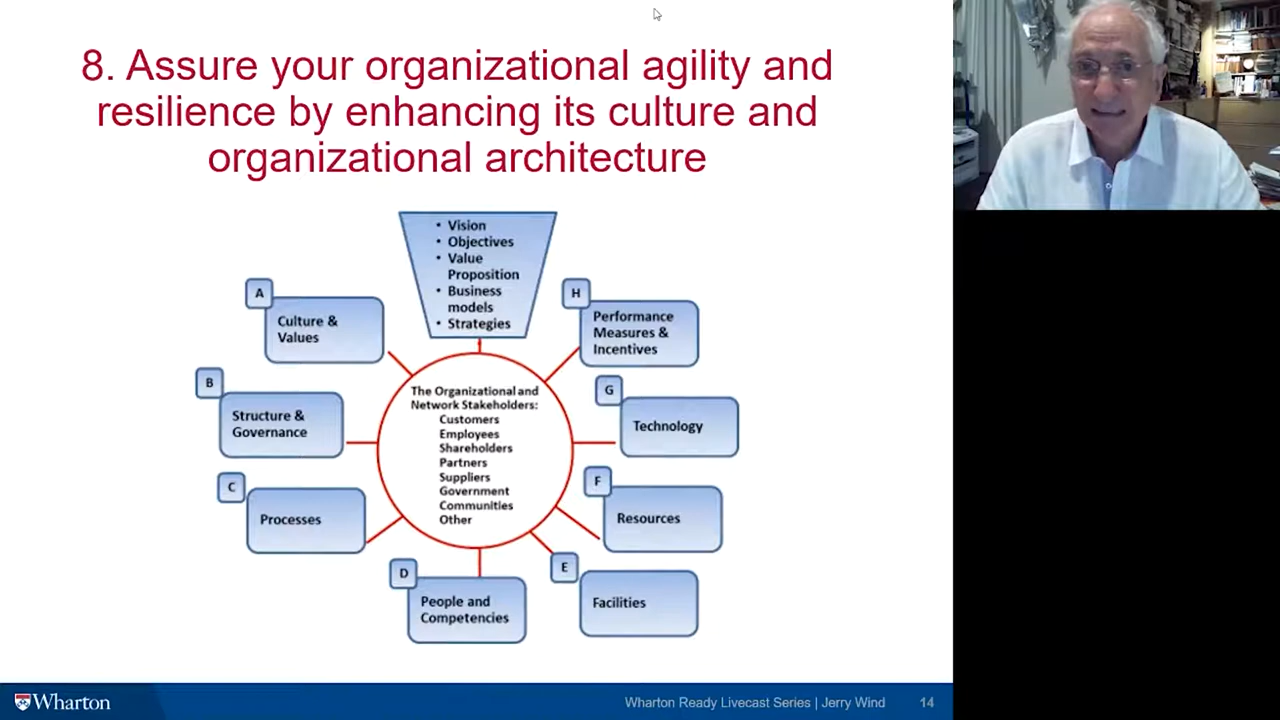 8. Assure your organizational agility and
resilience by enhancing its culture and
organizational architecture
• Vision
• Objectives
• Value
Proposition
• Business
models
• Strategies
A
Culture &
Values
B
Structure &
Governance
C
Processes
D
People and
Competencies
E
Facilities
F
Resources
G
Technology
H
Performance
Measures &
Incentives
The Organizational and
Network Stakeholders:
Customers
Employees
Shareholders
Partners
Suppliers
Government
Communities
Other
Wharton
Wharton Ready Livecast Series | Jerry Wind
14